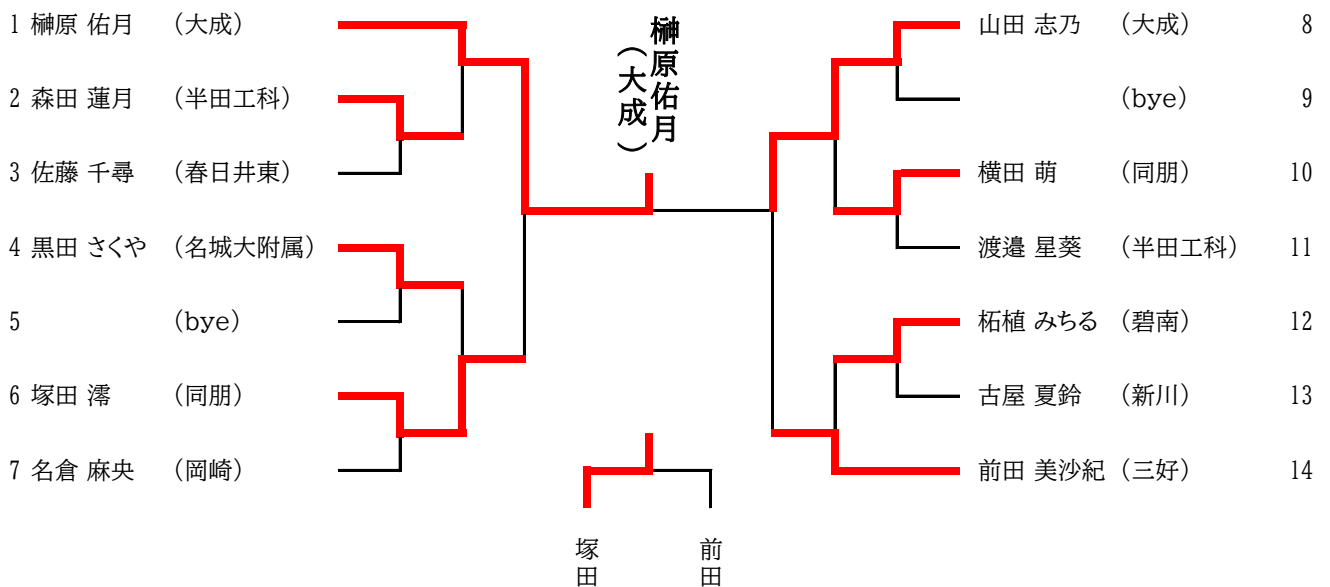 1 榊原 佑月 （大成）
2 森田 蓮月 （半田工科）
3 佐藤 千尋 （春日井東）
4 黒田 さくや （名城大附属）
5 （bye）
6 塚田 澪 （同朋）
7 名倉 麻央 （岡崎）
榊原佑月
（大成）
塚田
前田
山田 志乃 （大成） 8
（bye） 9
横田 萌 （同朋） 10
渡邉 星葵 （半田工科） 11
柘植 みちる （碧南） 12
古屋 夏鈴 （新川） 13
前田 美沙紀 （三好） 14